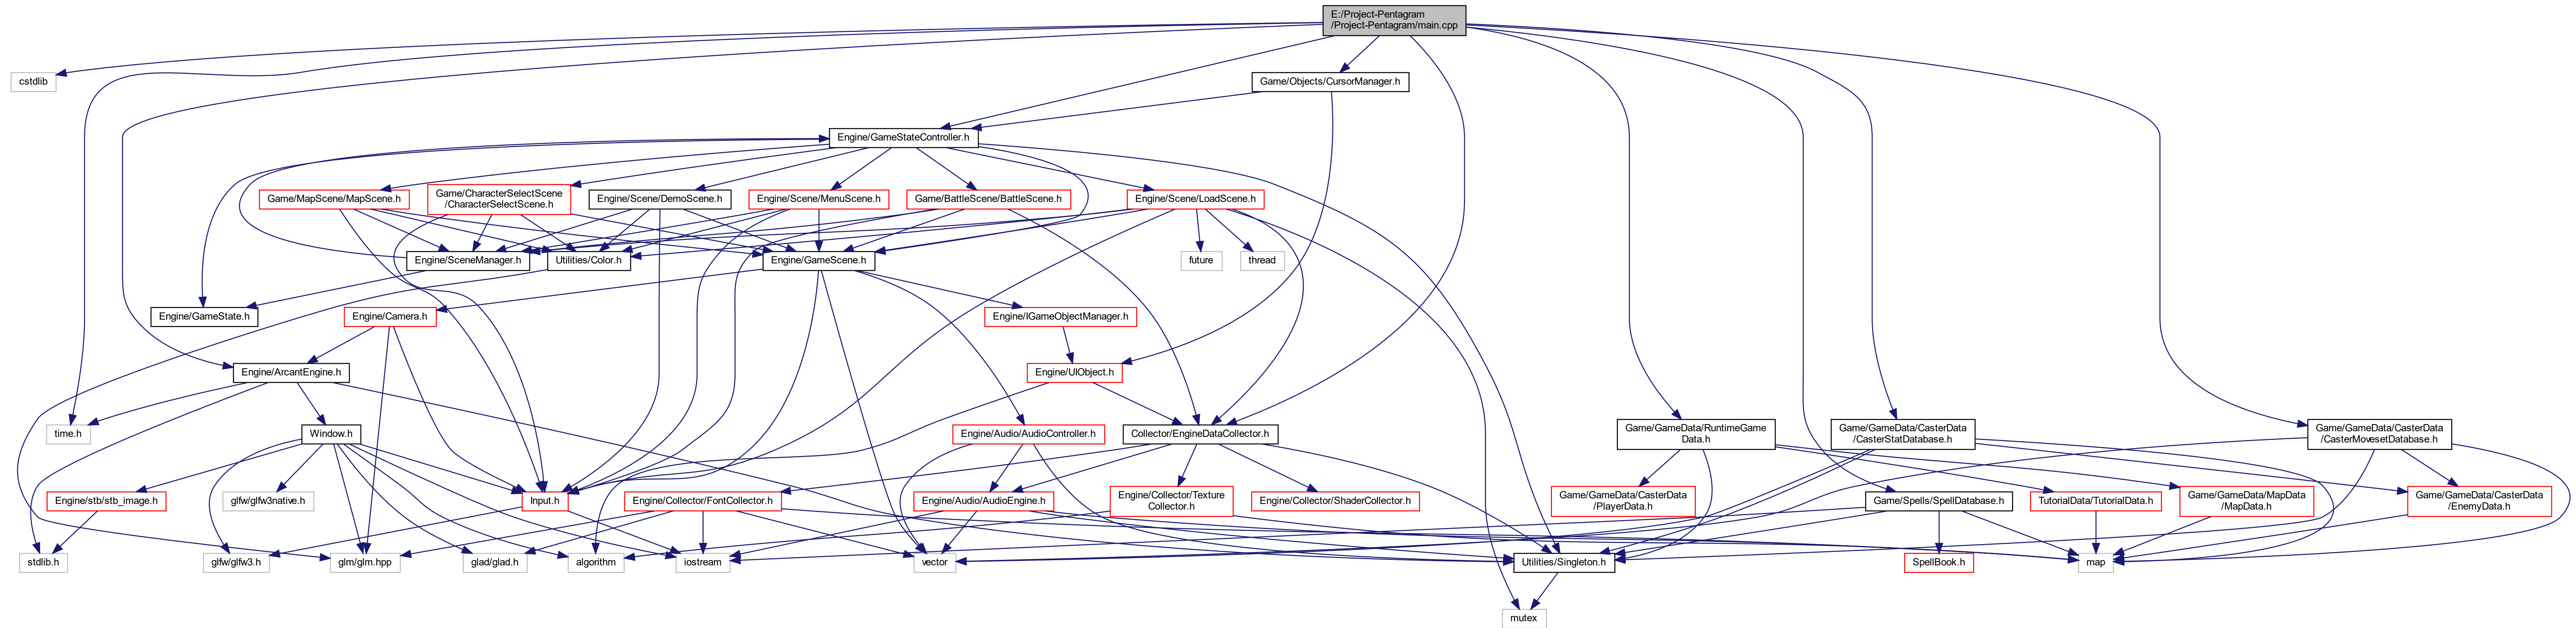 E:/Project-Pentagram
/Project-Pentagram/main.cpp
cstdlib
Game/Objects/CursorManager.h
Engine/GameStateController.h
Game/MapScene/MapScene.h
Game/CharacterSelectScene
/CharacterSelectScene.h
Engine/Scene/DemoScene.h
Engine/Scene/MenuScene.h
Game/BattleScene/BattleScene.h
Engine/Scene/LoadScene.h
Engine/SceneManager.h
Utilities/Color.h
Engine/GameScene.h
future
thread
Engine/GameState.h
Engine/Camera.h
Engine/IGameObjectManager.h
Engine/ArcantEngine.h
Engine/UIObject.h
time.h
Window.h
Engine/Audio/AudioController.h
Collector/EngineDataCollector.h
Game/GameData/RuntimeGame
Data.h
Game/GameData/CasterData
/CasterStatDatabase.h
Game/GameData/CasterData
/CasterMovesetDatabase.h
Engine/stb/stb_image.h
glfw/glfw3native.h
Input.h
Engine/Collector/FontCollector.h
Engine/Audio/AudioEngine.h
Engine/Collector/Texture
Collector.h
Engine/Collector/ShaderCollector.h
Game/GameData/CasterData
/PlayerData.h
Game/Spells/SpellDatabase.h
TutorialData/TutorialData.h
Game/GameData/MapData
/MapData.h
Game/GameData/CasterData
/EnemyData.h
stdlib.h
glfw/glfw3.h
glm/glm.hpp
glad/glad.h
algorithm
iostream
vector
Utilities/Singleton.h
SpellBook.h
map
mutex